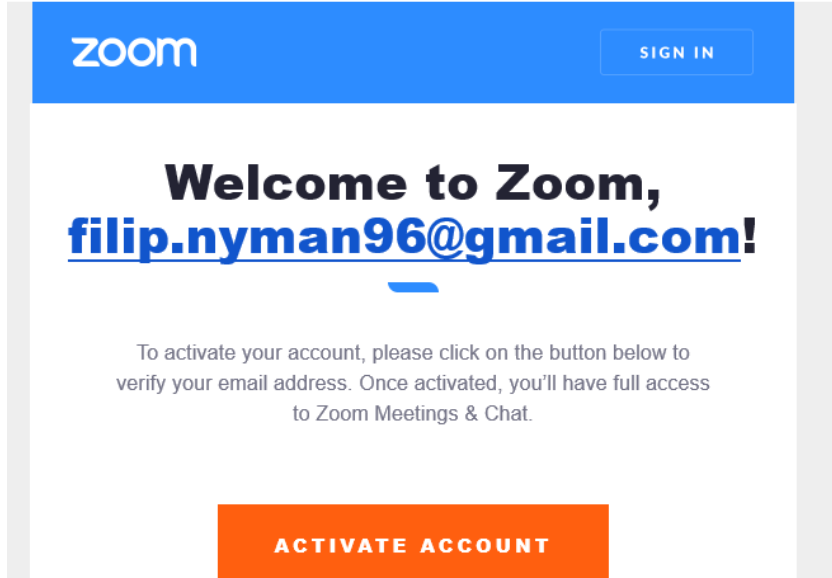 zoom
SIGN IN
Welcome to Zoom,
filip.nyman96@gmail.com!
To activate your account, please click on the button below to
verify your email address. Once activated, you’ll have full access
to Zoom Meetings & Chat.
ACTIVATE ACCOUNT